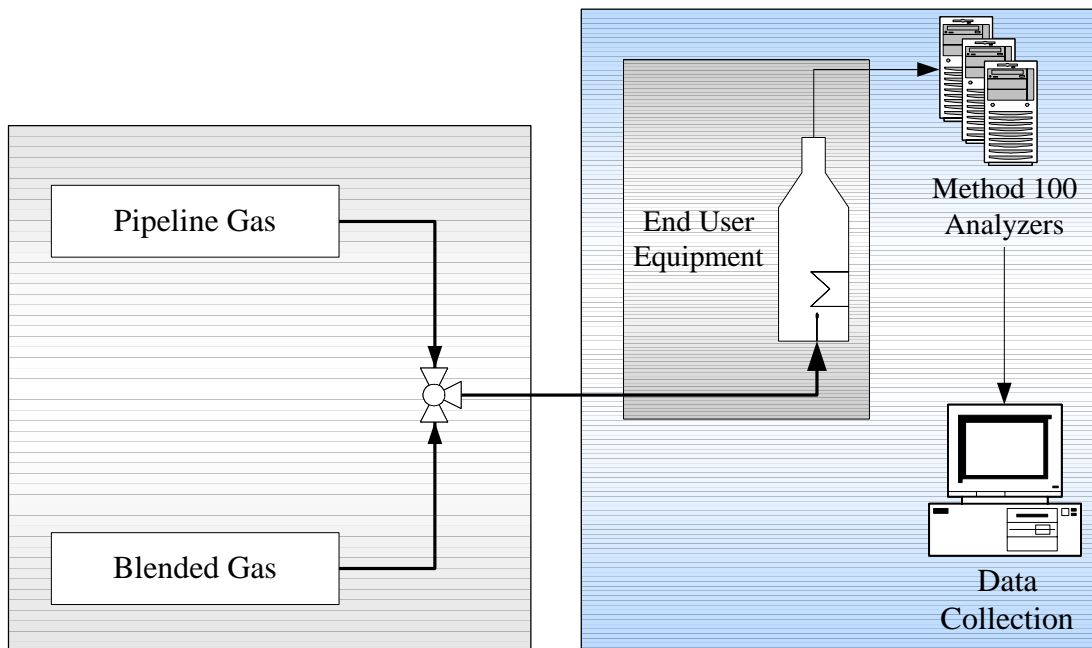 Pipeline Gas
Blended Gas
End User
Equipment
Method 100
Analyzers
Data
Collection